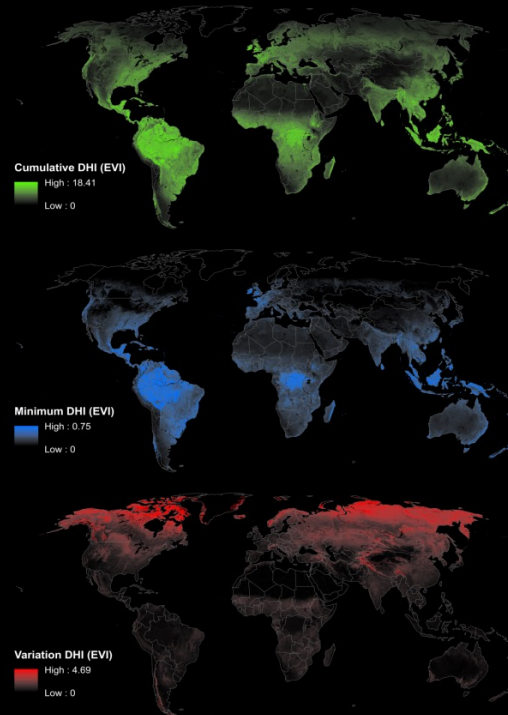 Cumulative DHI (EVI)
High : 18.41
Low : 0
Minimum DHI (EVI)
High : 0.75
Low : 0
Variation DHI (EVI)
High : 4.69
Low : 0